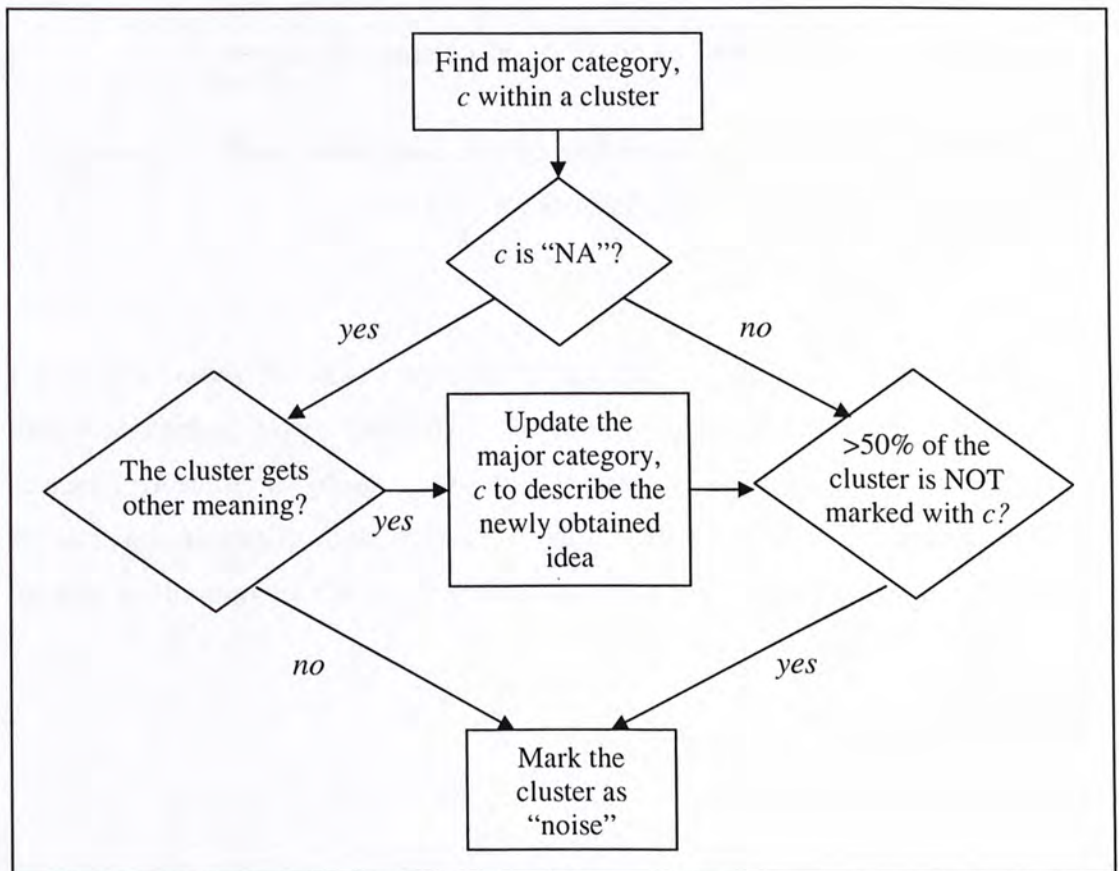 Find major category,
c within a cluster
c is “NA”?
yes
no
The cluster gets
other meaning?
yes
Update the
major category,
c to describe the
newly obtained
idea
>50% of the
cluster is NOT
marked with c?
no
yes
Mark the
cluster as
“noise”